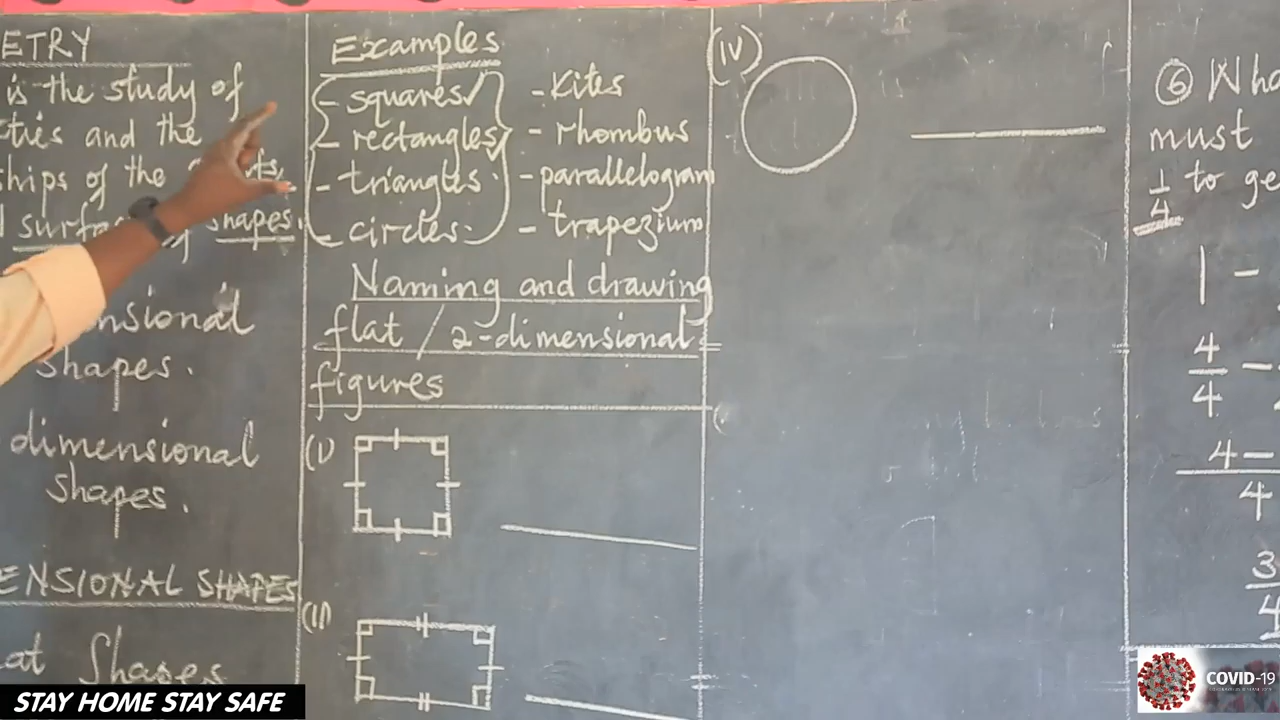 ETRY
is the study of
cties and the
ships of the
surfa of shapes.
nsional
shapes.
dimensional
shapes.
ENSIONAL SHAPES
at Shapes
Examples
- squares
- rectangles
- triangles.
- circles.
- Kites
- rhombus
- parallelogram
- trapezium
Naming and drawing
flat / 2-dimensional
figures
(i)
(ii)
(iv)
⑥ Wha
must
1/4 to ge
1 -
4/4 -
4 -
4
3
4
STAY HOME STAY SAFE
COVID-19